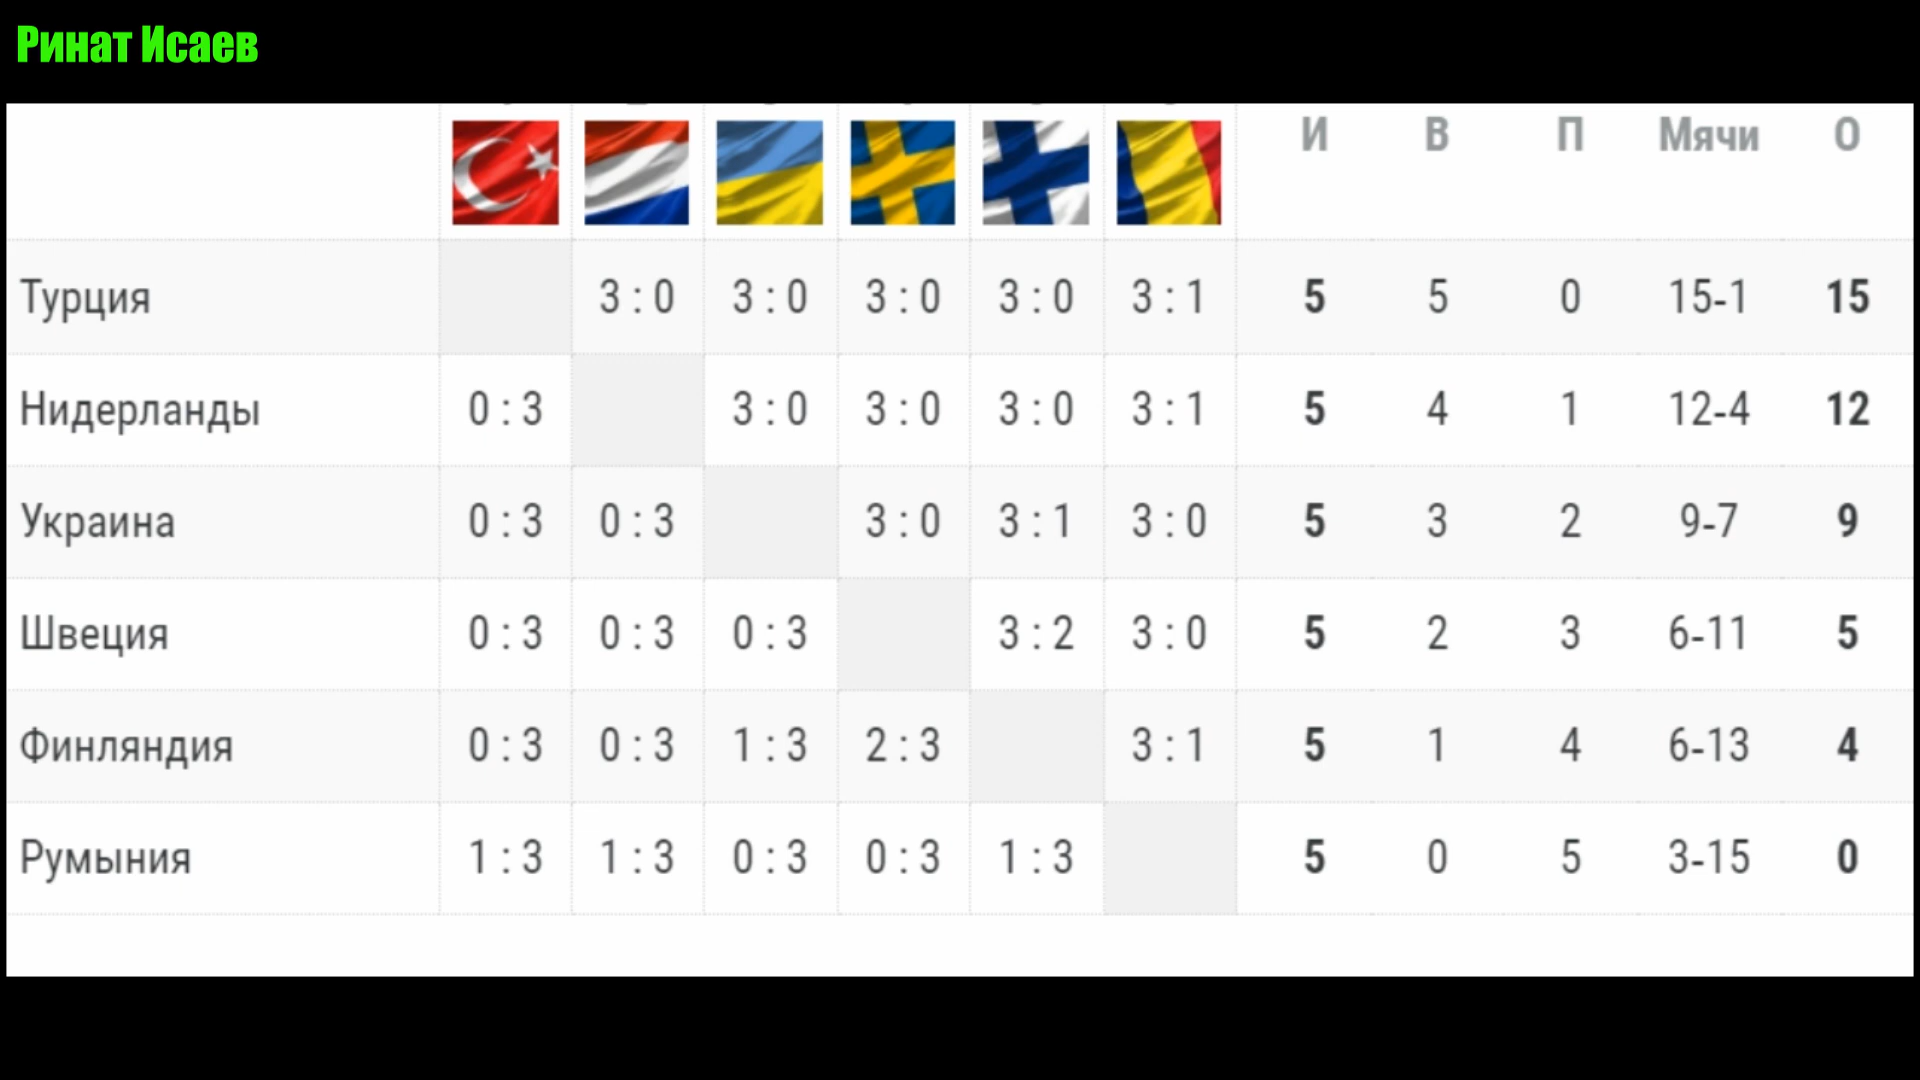 Ринат Исаев
И В П Мячи О
Турция 3 : 0 3 : 0 3 : 0 3 : 0 3 : 1 5 5 0 15-1 15
Нидерланды 0 : 3 3 : 0 3 : 0 3 : 0 3 : 1 5 4 1 12-4 12
Украина 0 : 3 0 : 3 3 : 0 3 : 1 3 : 0 5 3 2 9-7 9
Швеция 0 : 3 0 : 3 0 : 3 3 : 2 3 : 0 5 2 3 6-11 5
Финляндия 0 : 3 0 : 3 1 : 3 2 : 3 3 : 1 5 1 4 6-13 4
Румыния 1 : 3 1 : 3 0 : 3 0 : 3 1 : 3 5 0 5 3-15 0